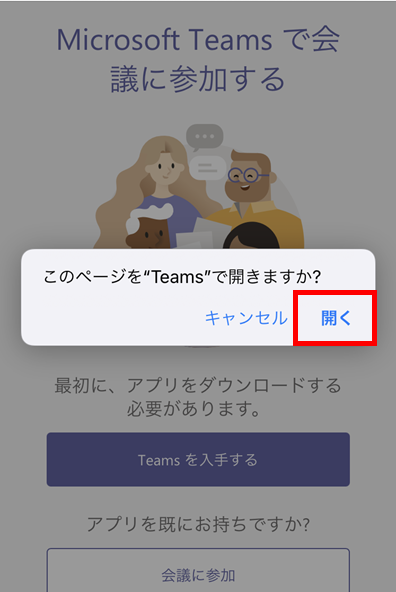 Microsoft Teams で会
議に参加する
このページを“Teams”で開きますか?
キャンセル 開く
最初に、アプリをダウンロードする
必要があります。
Teams を入手する
アプリを既にお持ちですか?
会議に参加